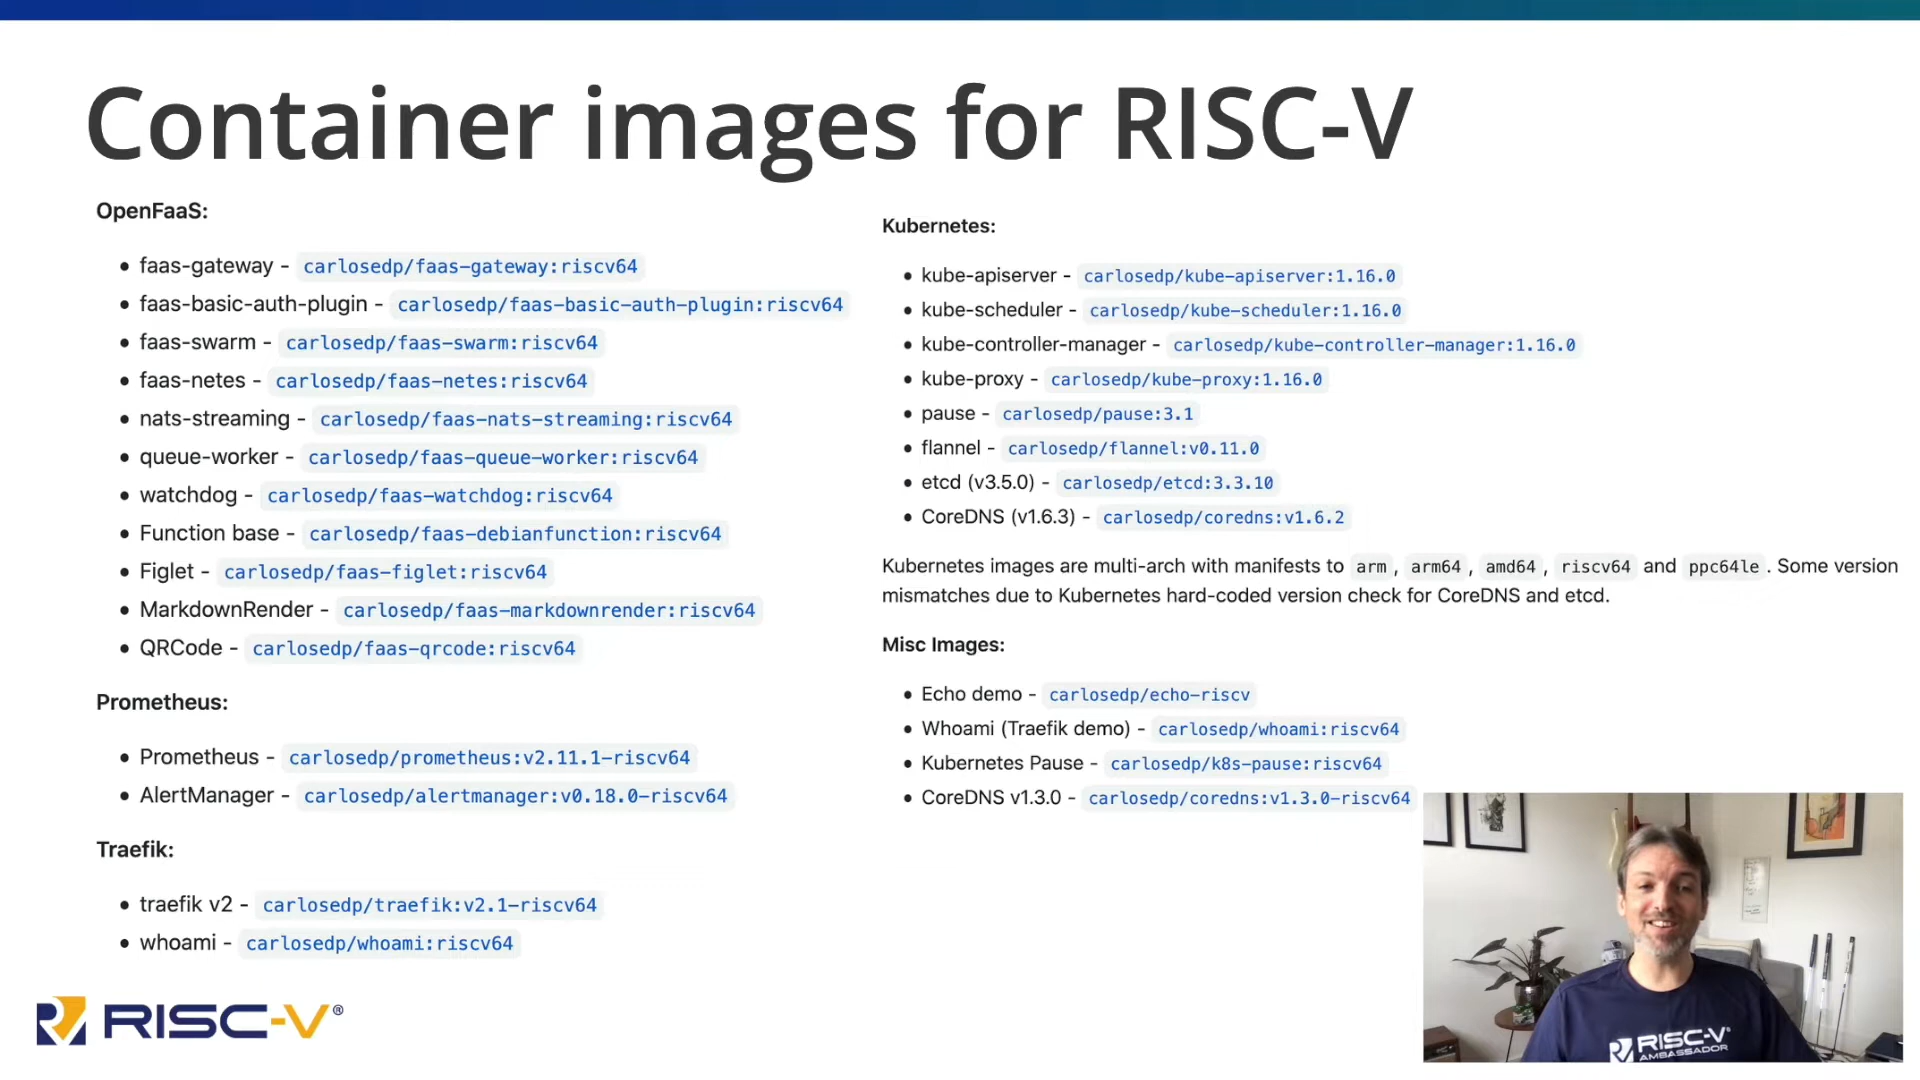 Container images for RISC-V
OpenFaaS:
• faas-gateway - carlosedp/faas-gateway:riscv64
• faas-basic-auth-plugin - carlosedp/faas-basic-auth-plugin:riscv64
• faas-swarm - carlosedp/faas-swarm:riscv64
• faas-netes - carlosedp/faas-netes:riscv64
• nats-streaming - carlosedp/faas-nats-streaming:riscv64
• queue-worker - carlosedp/faas-queue-worker:riscv64
• watchdog - carlosedp/faas-watchdog:riscv64
• Function base - carlosedp/faas-debianfunction:riscv64
• Figlet - carlosedp/faas-figlet:riscv64
• MarkdownRender - carlosedp/faas-markdownrender:riscv64
• QRCode - carlosedp/faas-qrcode:riscv64
Prometheus:
• Prometheus - carlosedp/prometheus:v2.11.1-riscv64
• AlertManager - carlosedp/alertmanager:v0.18.0-riscv64
Traefik:
• traefik v2 - carlosedp/traefik:v2.1-riscv64
• whoami - carlosedp/whoami:riscv64
Kubernetes:
• kube-apiserver - carlosedp/kube-apiserver:1.16.0
• kube-scheduler - carlosedp/kube-scheduler:1.16.0
• kube-controller-manager - carlosedp/kube-controller-manager:1.16.0
• kube-proxy - carlosedp/kube-proxy:1.16.0
• pause - carlosedp/pause:3.1
• flannel - carlosedp/flannel:v0.11.0
• etcd (v3.5.0) - carlosedp/etcd:3.3.10
• CoreDNS (v1.6.3) - carlosedp/coredns:v1.6.2
Kubernetes images are multi-arch with manifests to arm , arm64 , amd64 , riscv64 and ppc64le . Some version
mismatches due to Kubernetes hard-coded version check for CoreDNS and etcd.
Misc Images:
• Echo demo - carlosedp/echo-riscv
• Whoami (Traefik demo) - carlosedp/whoami:riscv64
• Kubernetes Pause - carlosedp/k8s-pause:riscv64
• CoreDNS v1.3.0 - carlosedp/coredns:v1.3.0-riscv64
RISC-V®
RISC-V®
AMBASSADOR